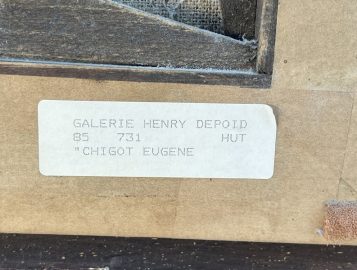 GALERIE HENRY DEPOID
85 731 HUT
"CHIGOT EUGENE